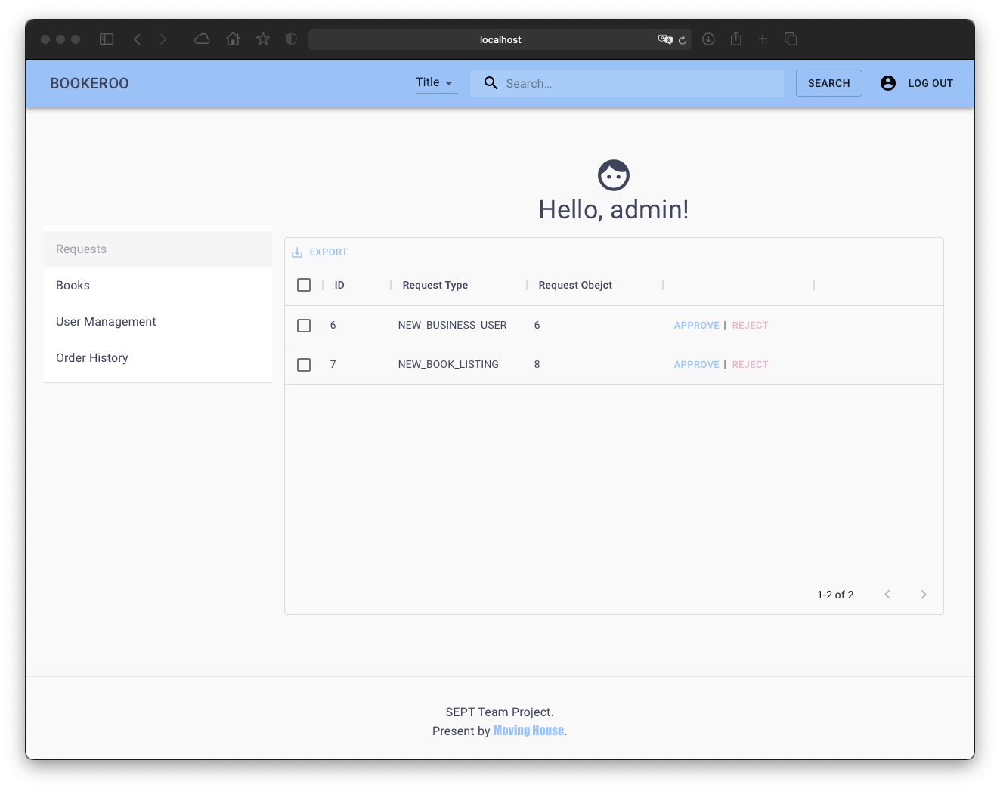 localhost
BOOKEROO
Title
Search...
SEARCH
LOG OUT
Hello, admin!
Requests
Books
User Management
Order History
EXPORT
ID Request Type Request Obejct
6 NEW_BUSINESS_USER 6 APPROVE | REJECT
7 NEW_BOOK_LISTING 8 APPROVE | REJECT
1-2 of 2
SEPT Team Project.
Present by Moving House.